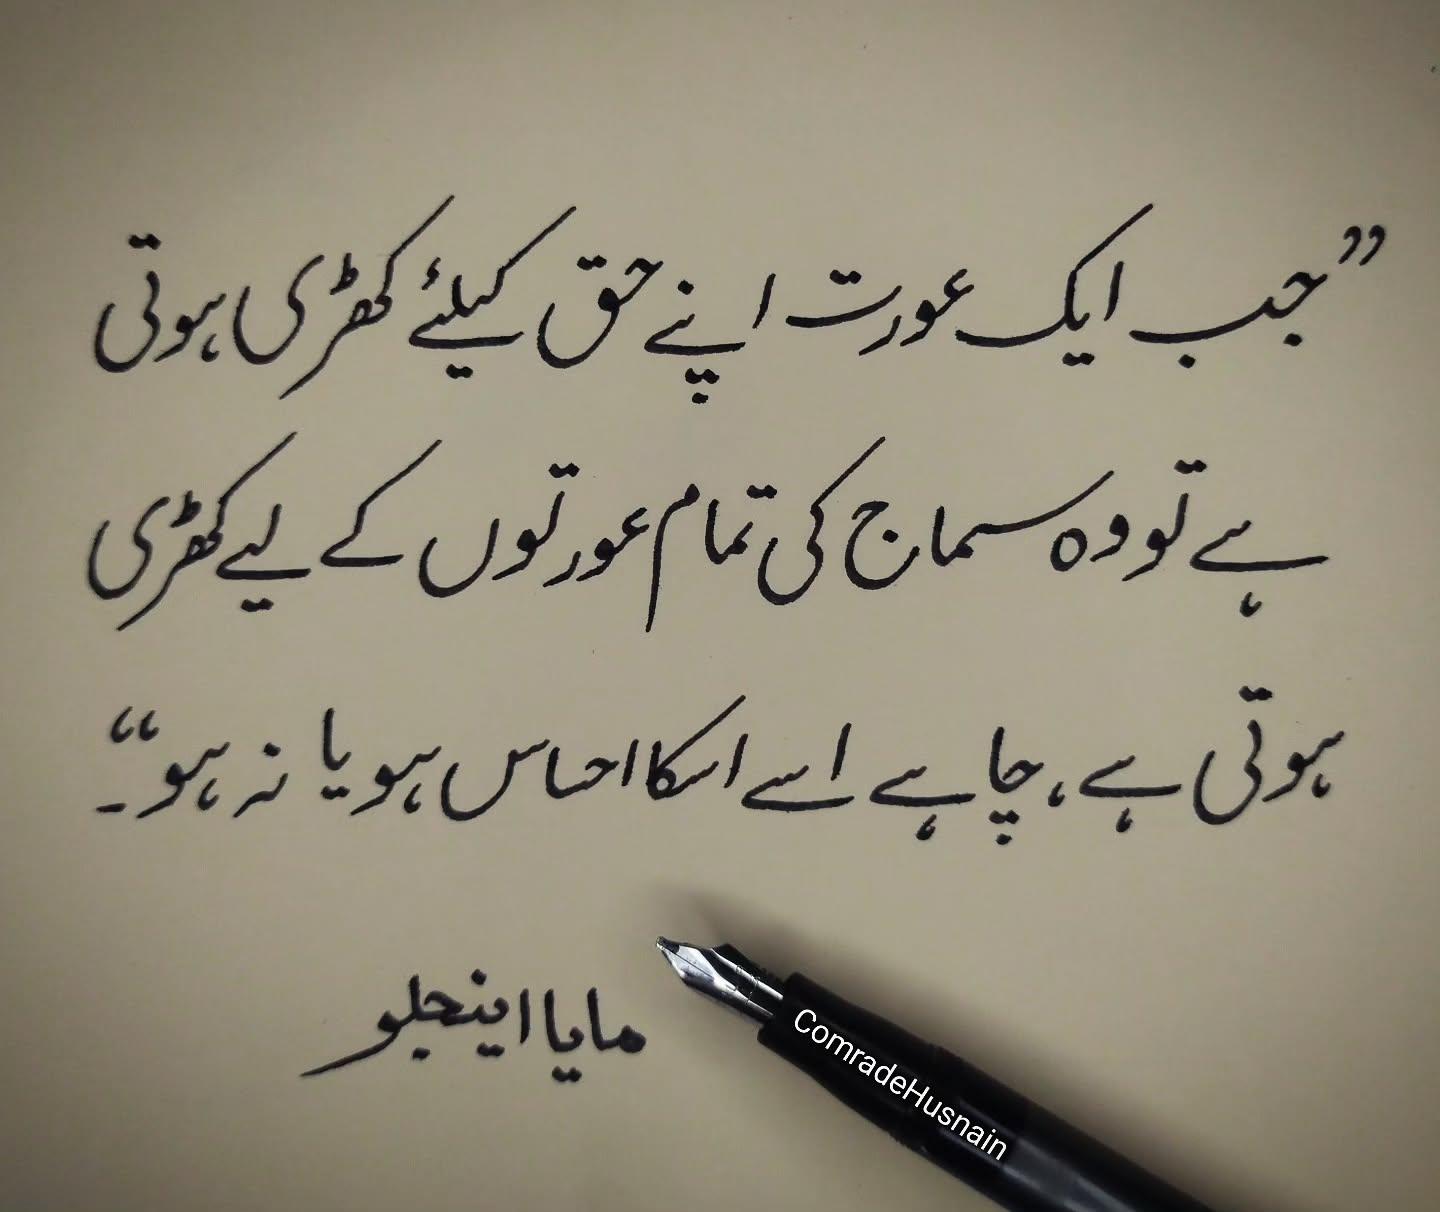 ”جب ایک عورت اپنے حق کیلئے کھڑی ہوتی
ہے تو وہ سماج کی تمام عورتوں کے لیے کھڑی
ہوتی ہے، چاہے اسے اسکا احساس ہو یا نہ ہو۔“
مایا اینجلو
ComradeHusnain